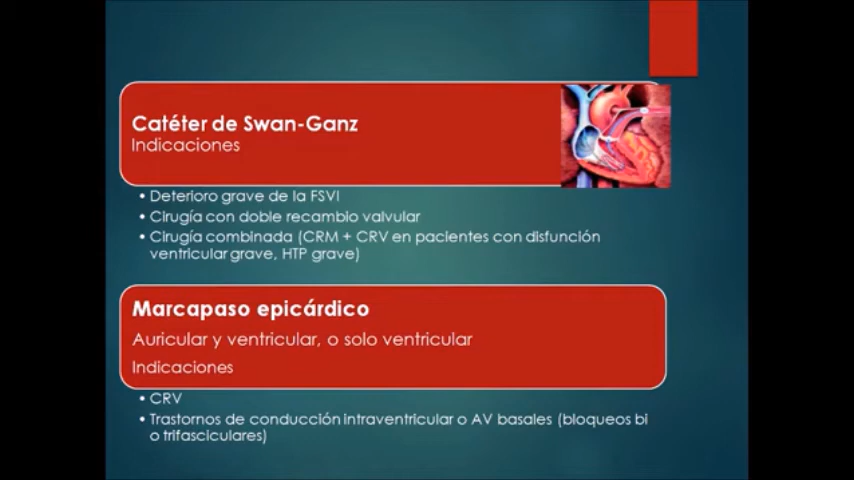 Catéter de Swan-Ganz
Indicaciones
• Deterioro grave de la FSVI
• Cirugía con doble recambio valvular
• Cirugía combinada (CRM + CRV en pacientes con disfunción
ventricular grave, HTP grave)
Marcapaso epicárdico
Auricular y ventricular, o solo ventricular
Indicaciones
• CRV
• Trastornos de conducción intraventricular o AV basales (bloqueos bi
o trifasciculares)